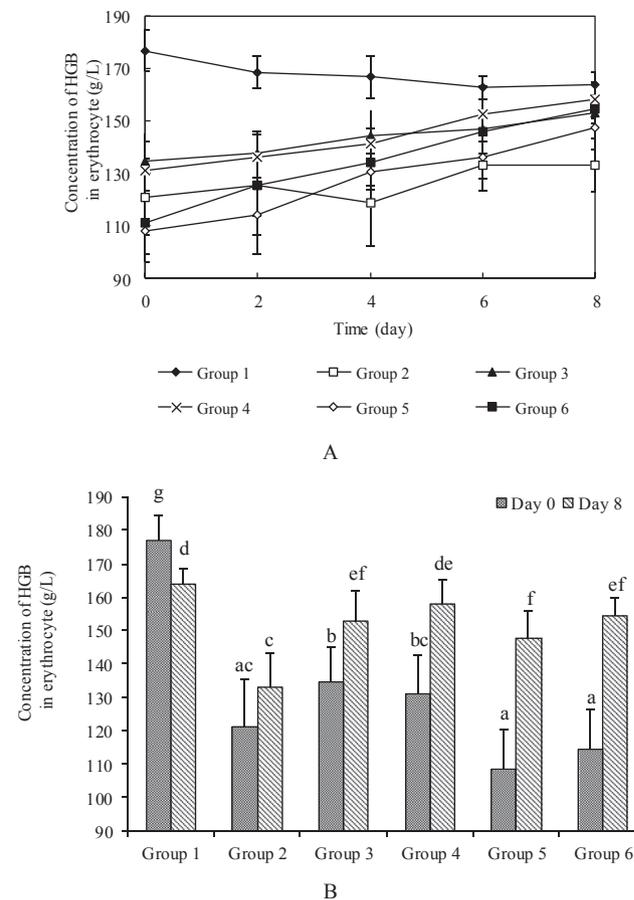 190
170
150
130
110
90
Concentration of HGB
in erythrocyte (g/L)
0 2 4 6 8
Time (day)
Group 1 Group 2 Group 3
Group 4 Group 5 Group 6
A
190
180
170
160
150
140
130
120
110
100
90
Concentration of HGB
in erythrocyte (g/L)
Day 0 Day 8
g
d
ac
c
b
ef
bc
de
a
f
a
ef
Group 1 Group 2 Group 3 Group 4 Group 5 Group 6
B